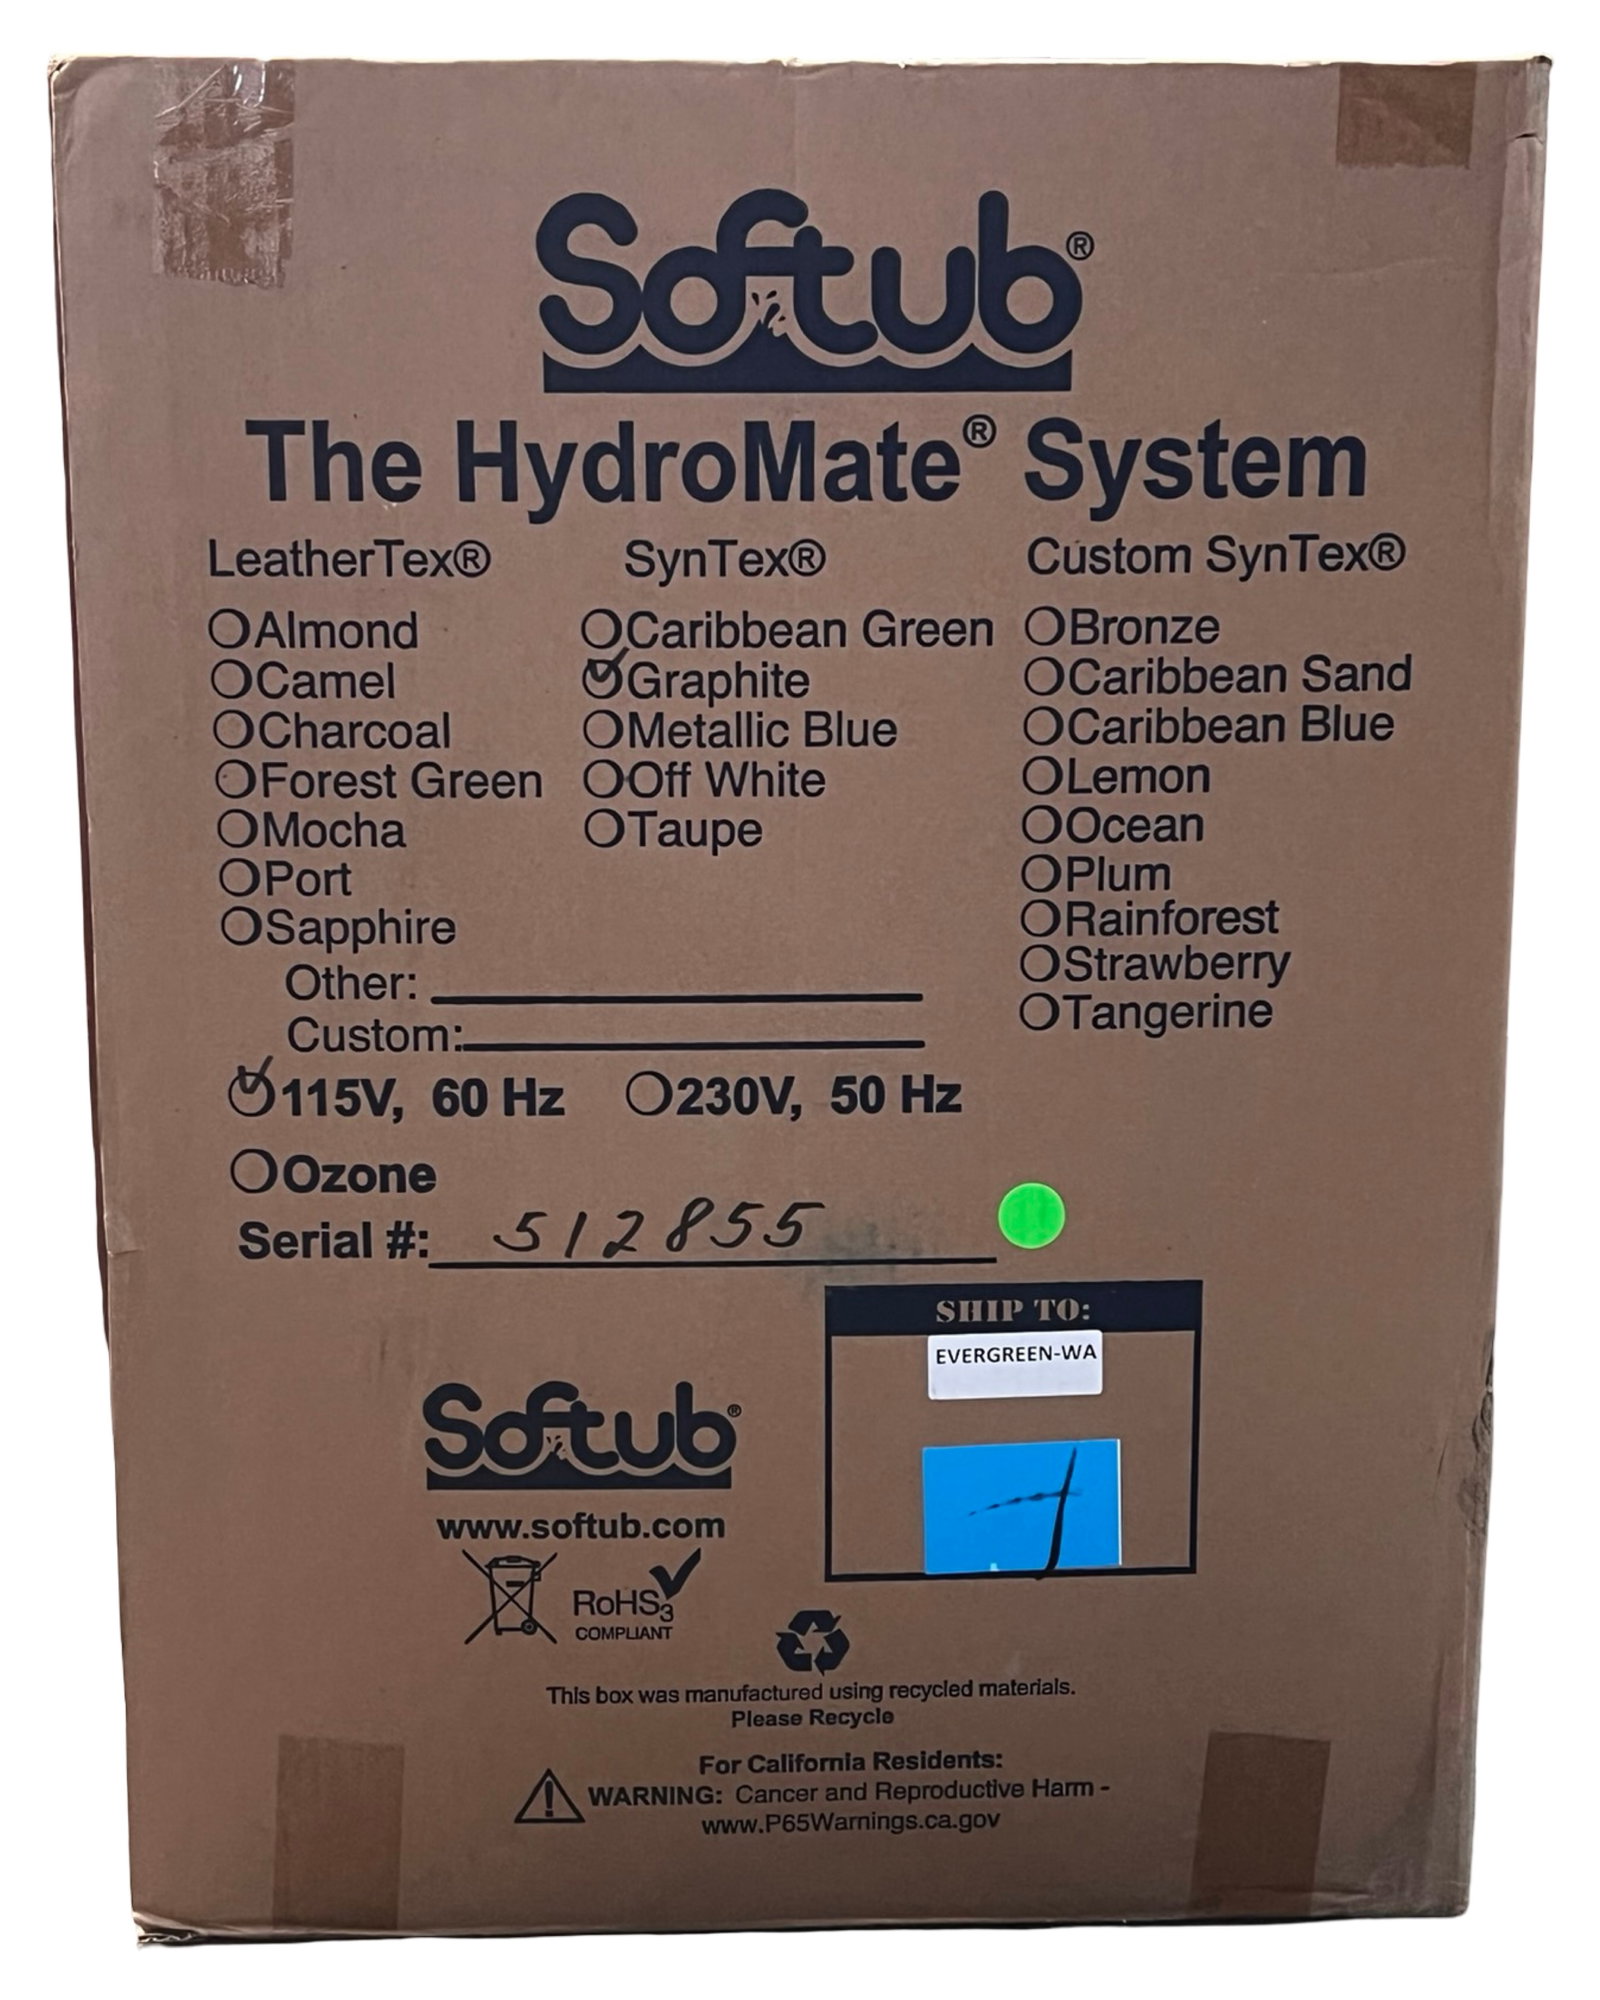 Softub®
The HydroMate® System
LeatherTex® SynTex® Custom SynTex®
Almond Caribbean Green Bronze
Camel Graphite Caribbean Sand
Charcoal Metallic Blue Caribbean Blue
Forest Green Off White Lemon
Mocha Taupe Ocean
Port Plum
Sapphire Rainforest
Strawberry
Other:
Tangerine
Custom:
115V, 60 Hz 230V, 50 Hz
Ozone
Serial #: 512855
SHIP TO:
EVERGREEN-WA
Softub®
www.softub.com
RoHS3
COMPLIANT
This box was manufactured using recycled materials.
Please Recycle
For California Residents:
WARNING: Cancer and Reproductive Harm -
www.P65Warnings.ca.gov